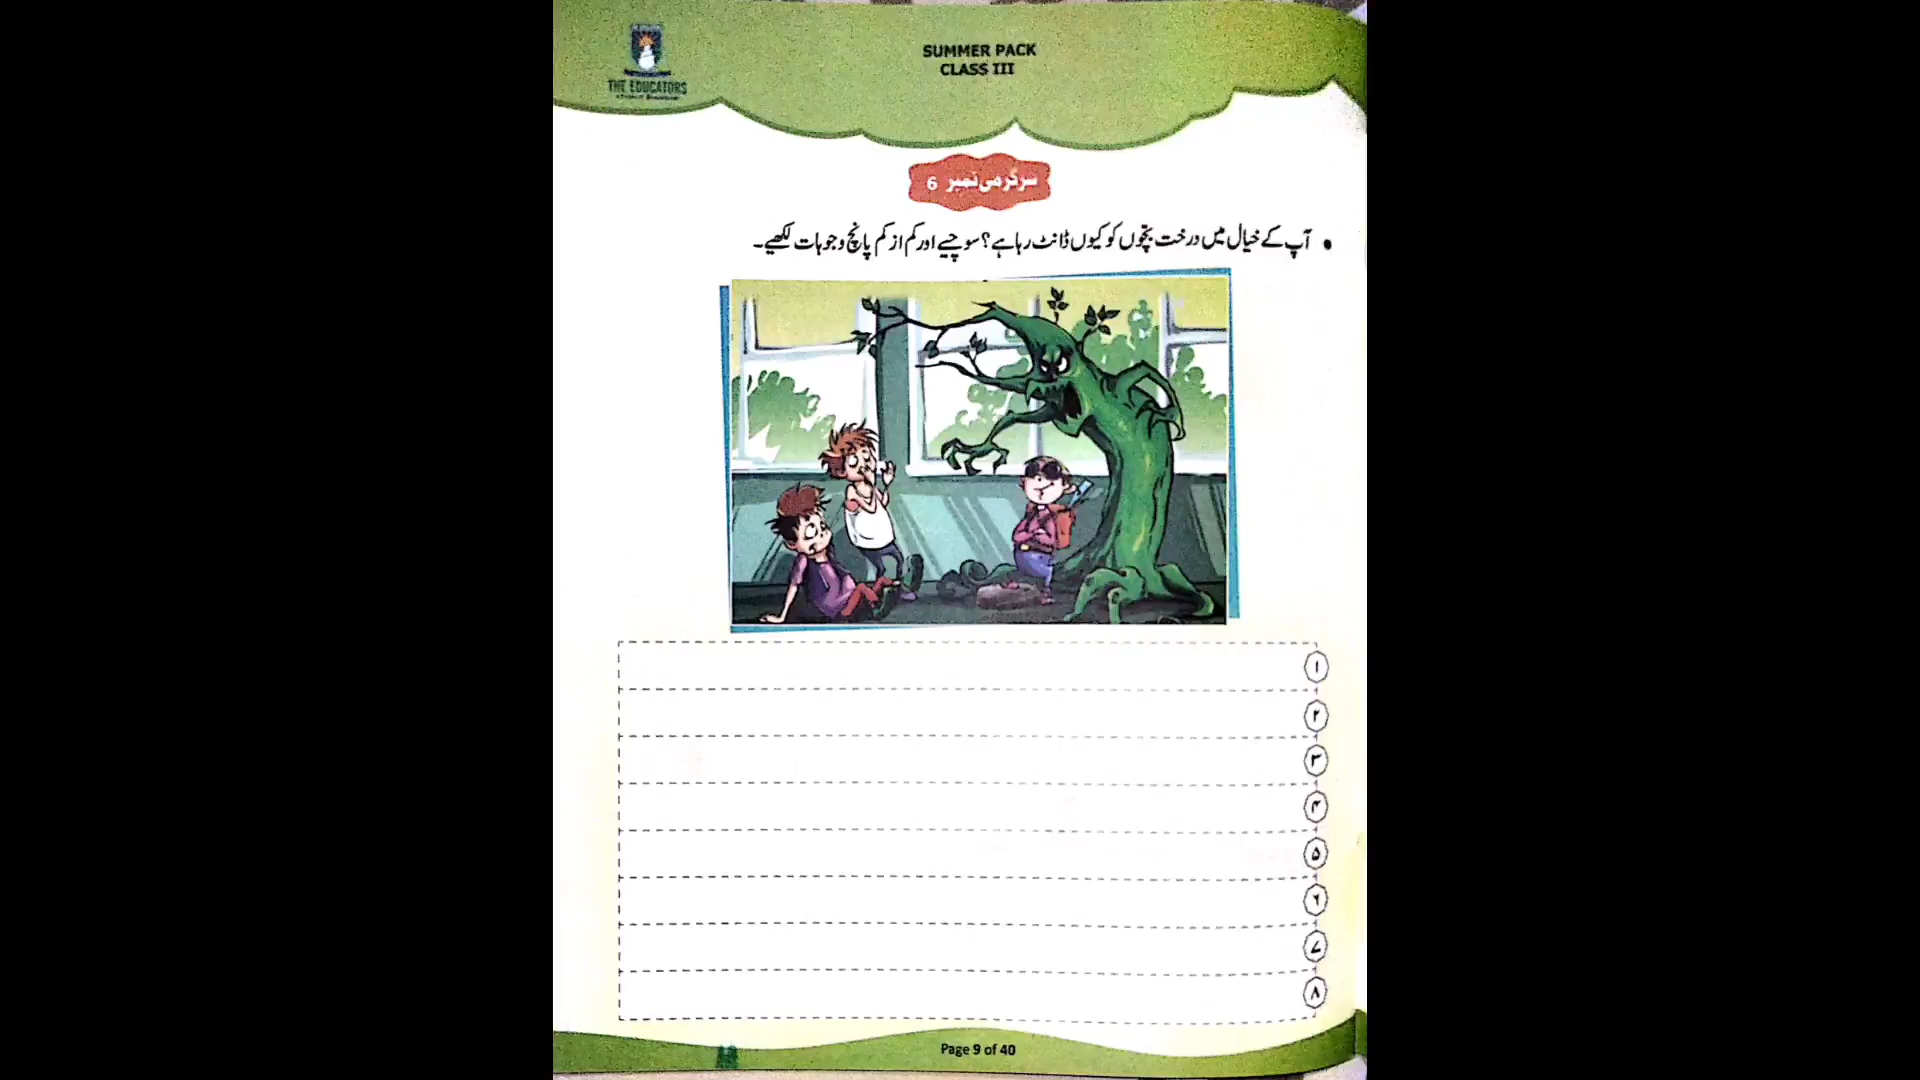 THE EDUCATORS
SUMMER PACK
CLASS III
سرگرمی نمبر 6
• آپ کے خیال میں درخت بچّوں کو کیوں ڈانٹ رہا ہے؟ سوچیے اور کم از کم پانچ وجوہات لکھیے۔
۱
۲
۳
۴
۵
۶
۷
۸
Page 9 of 40